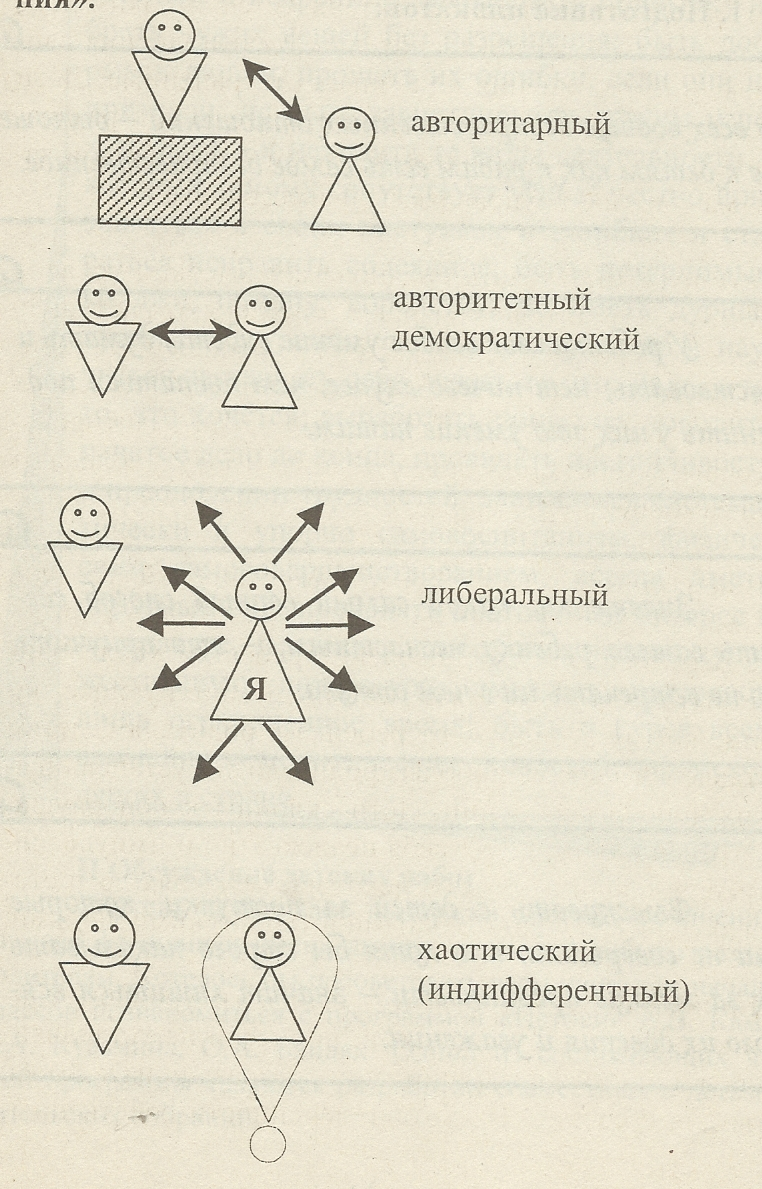 ния».
авторитарный
авторитетный
демократический
либеральный
Я
хаотический
(индифферентный)